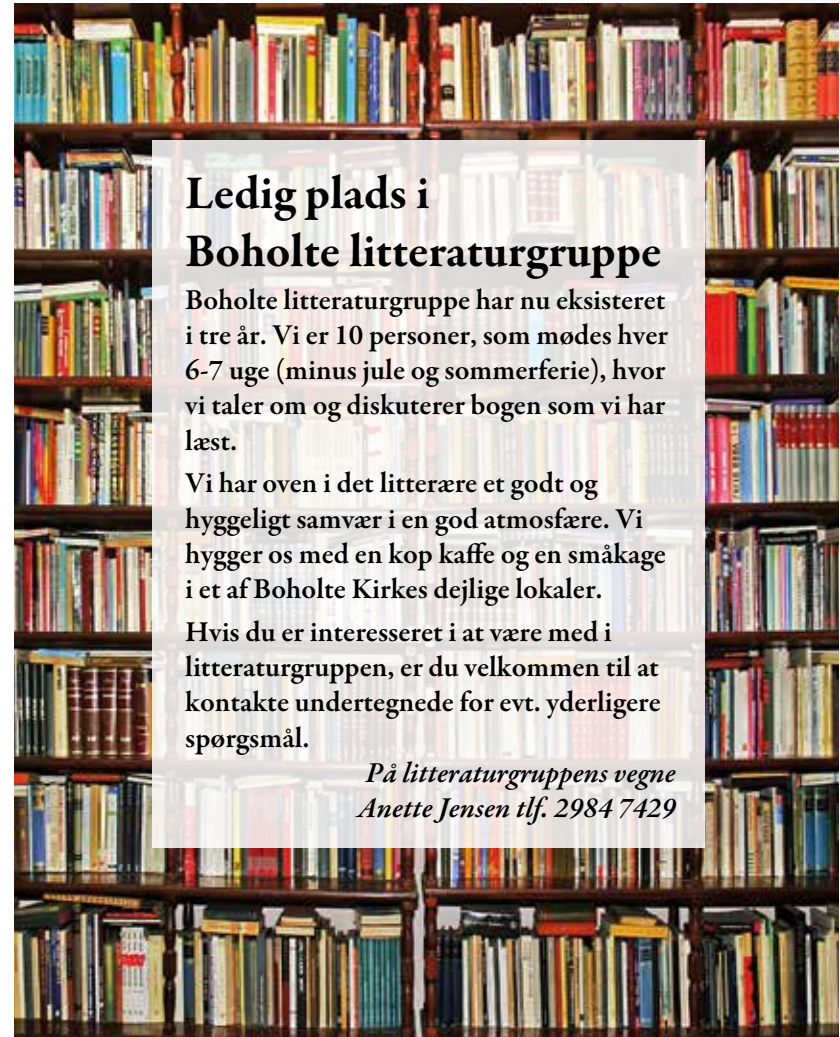 Ledig plads i
Boholte litteraturgruppe
Boholte litteraturgruppe har nu eksisteret
i tre år. Vi er 10 personer, som mødes hver
6-7 uge (minus jule og sommerferie), hvor
vi taler om og diskuterer bogen som vi har
læst.
Vi har oven i det litterære et godt og
hyggeligt samvær i en god atmosfære. Vi
hygger os med en kop kaffe og en småkage
i et af Boholte Kirkes dejlige lokaler.
Hvis du er interesseret i at være med i
litteraturgruppen, er du velkommen til at
kontakte undertegnede for evt. yderligere
spørgsmål.
På litteraturgruppens vegne
Anette Jensen tlf. 2984 7429